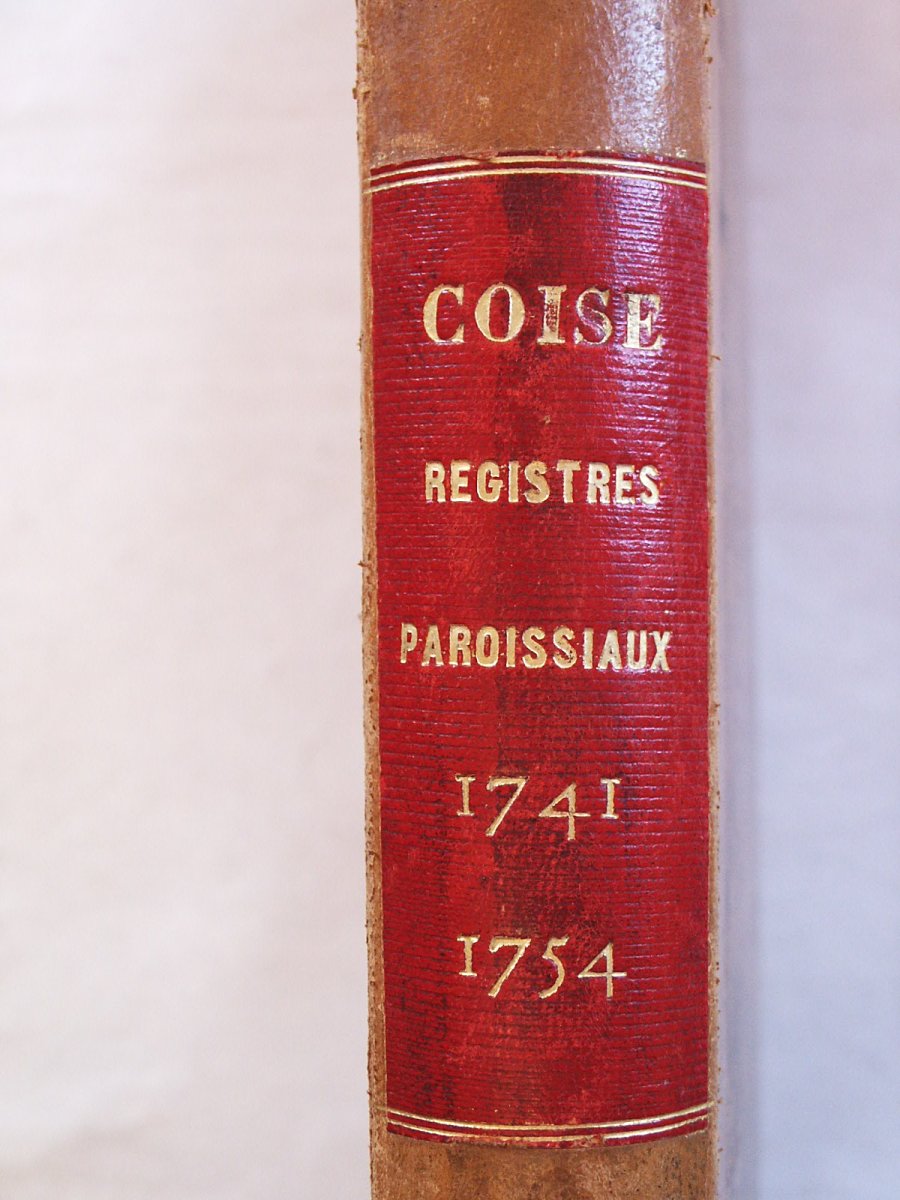 COISE
REGISTRES
PAROISSIAUX
1741
1754